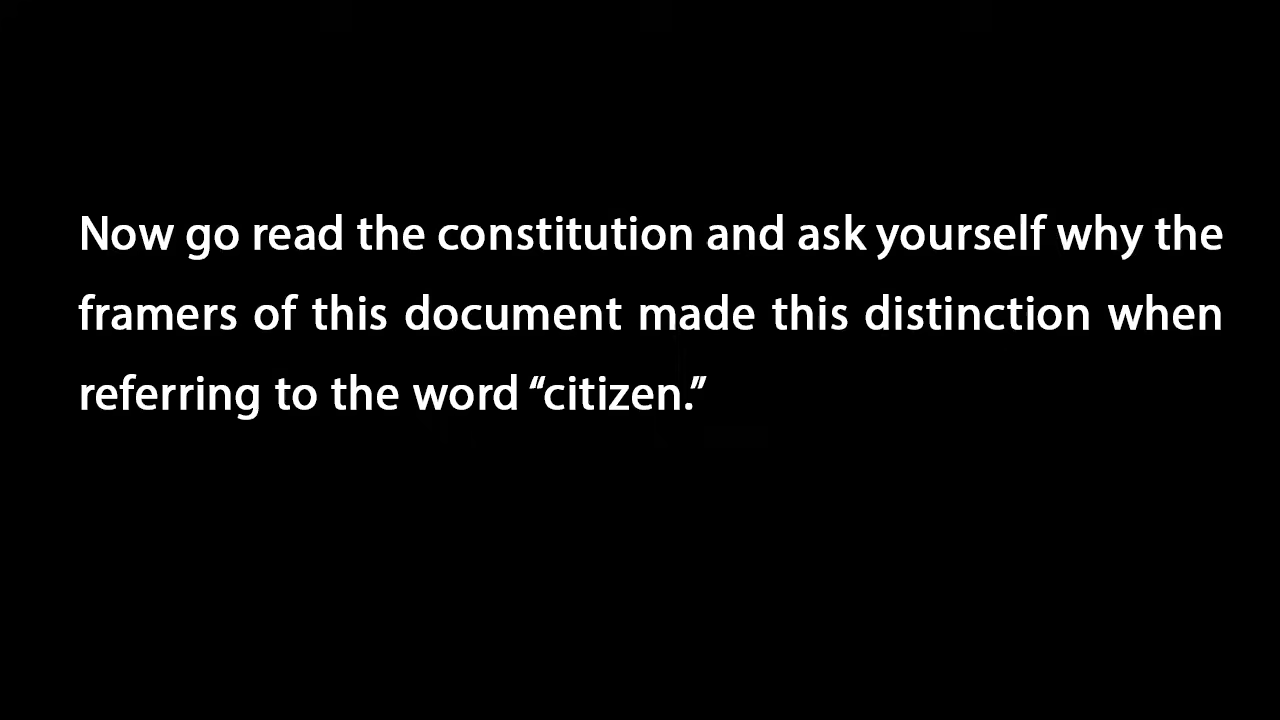 Now go read the constitution and ask yourself why the
framers of this document made this distinction when
referring to the word “citizen.”